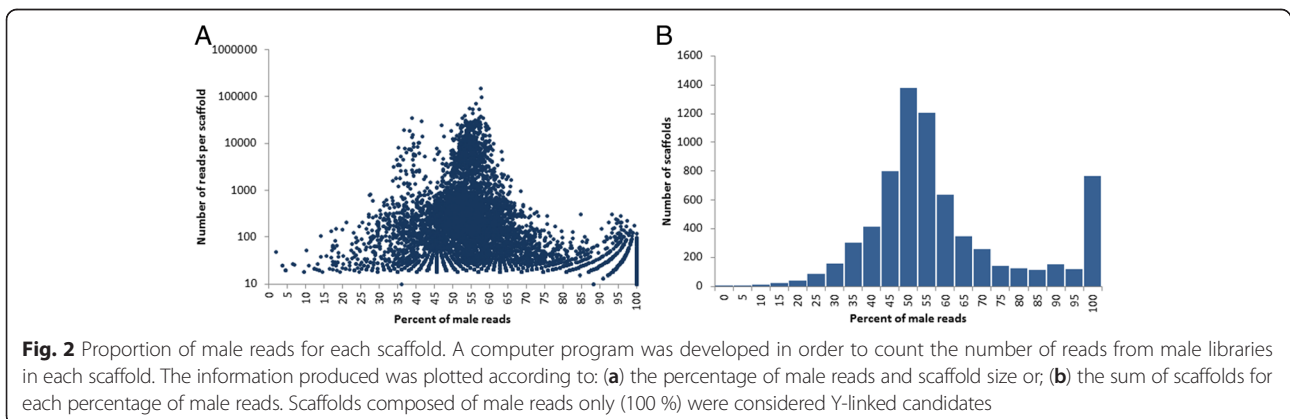 A
Number of reads per scaffold
1000000
100000
10000
1000
100
10
0 5 10 15 20 25 30 35 40 45 50 55 60 65 70 75 80 85 90 95 100
Percent of male reads
B
Number of scaffolds
1600
1400
1200
1000
800
600
400
200
0
0 5 10 15 20 25 30 35 40 45 50 55 60 65 70 75 80 85 90 95 100
Percent of male reads
Fig. 2 Proportion of male reads for each scaffold. A computer program was developed in order to count the number of reads from male libraries
in each scaffold. The information produced was plotted according to: (a) the percentage of male reads and scaffold size or; (b) the sum of scaffolds for
each percentage of male reads. Scaffolds composed of male reads only (100 %) were considered Y-linked candidates